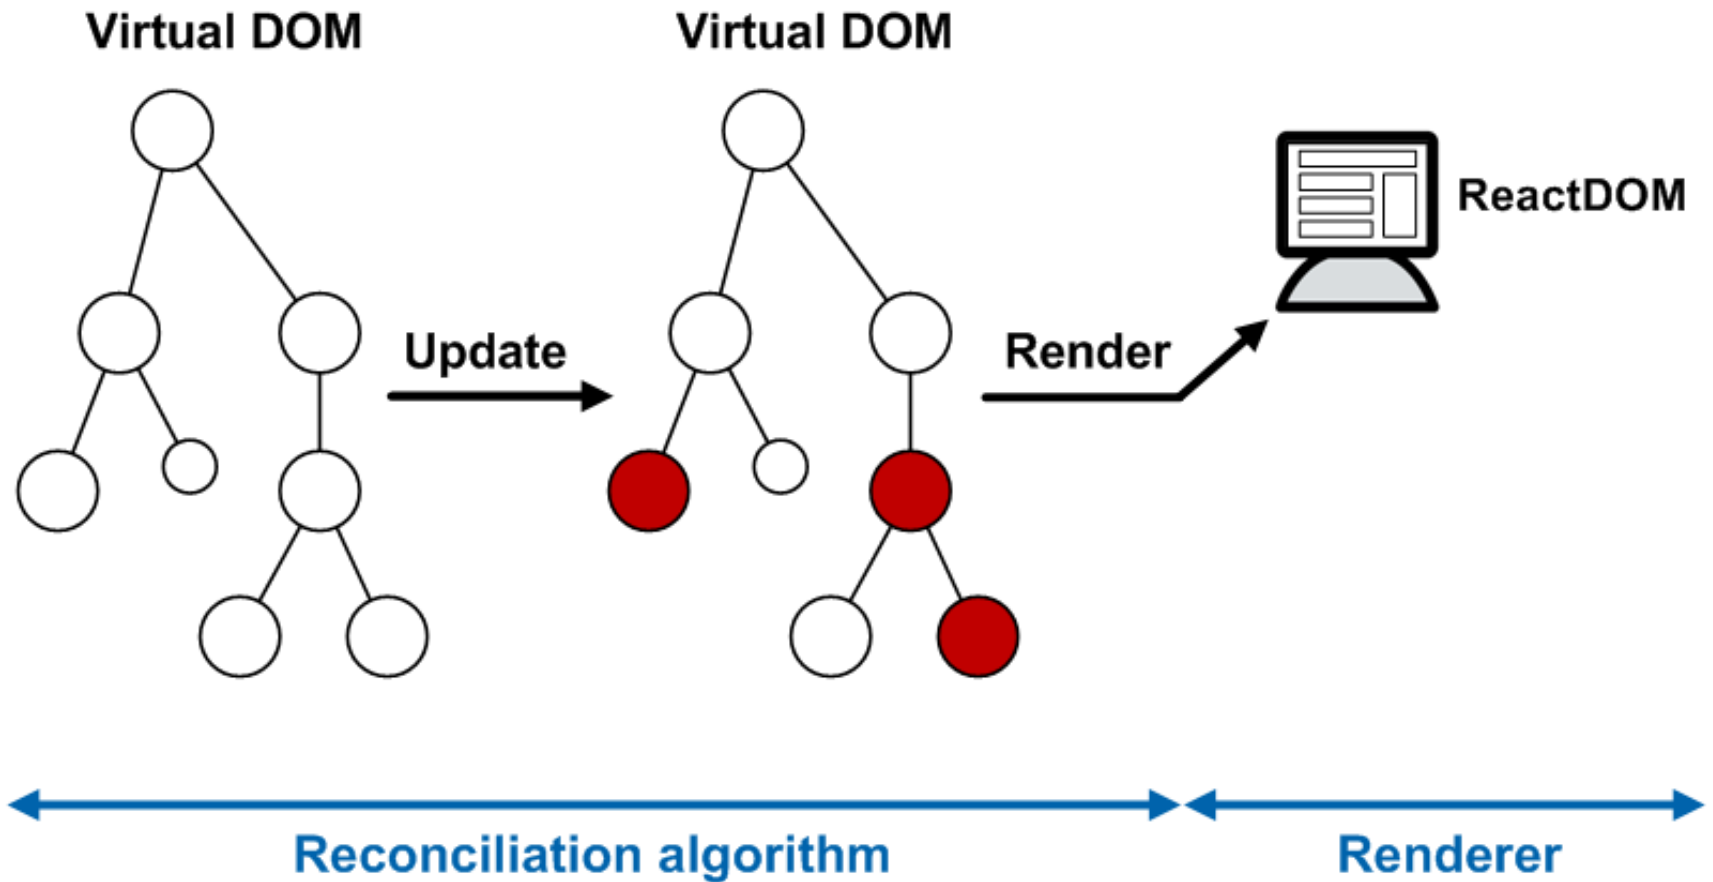 Virtual DOM
Virtual DOM
ReactDOM
Update
Render
Reconciliation algorithm
Renderer